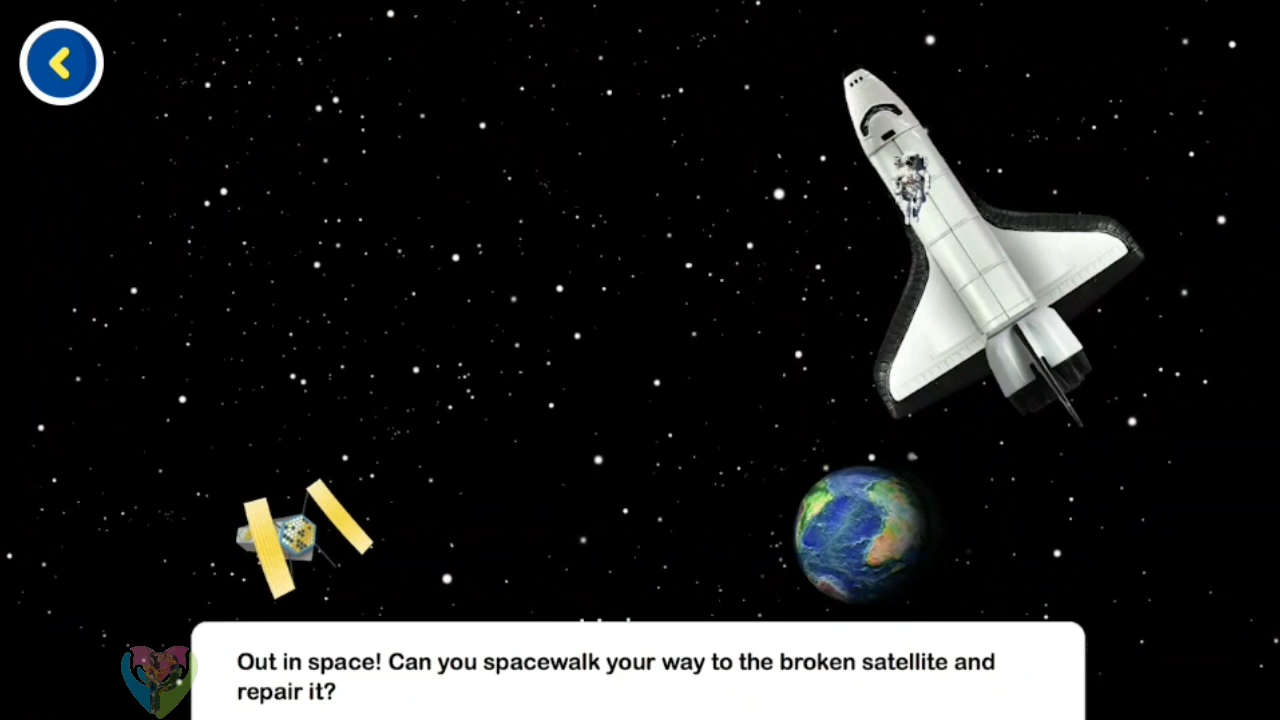 Out in space! Can you spacewalk your way to the broken satellite and
repair it?